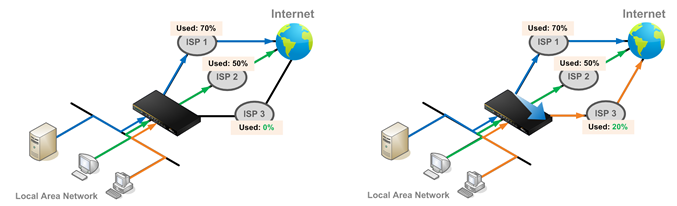 Internet
Used: 70%
ISP 1
Used: 50%
ISP 2
ISP 3
Used: 0%
Local Area Network
Internet
Used: 70%
ISP 1
Used: 50%
ISP 2
ISP 3
Used: 20%
Local Area Network